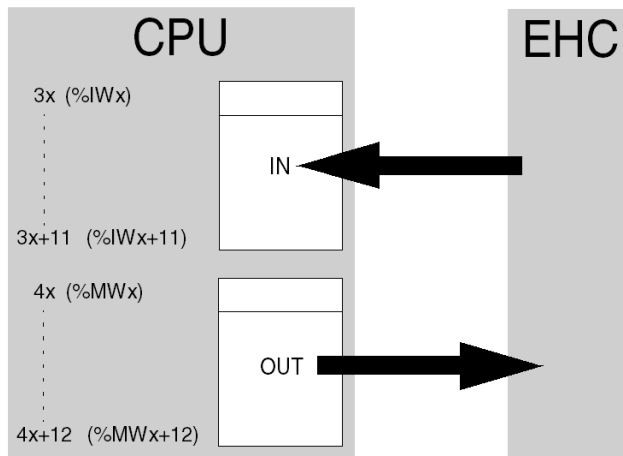 CPU
EHC
3x (%IWx)
IN
3x+11 (%IWx+11)
4x (%MWx)
OUT
4x+12 (%MWx+12)